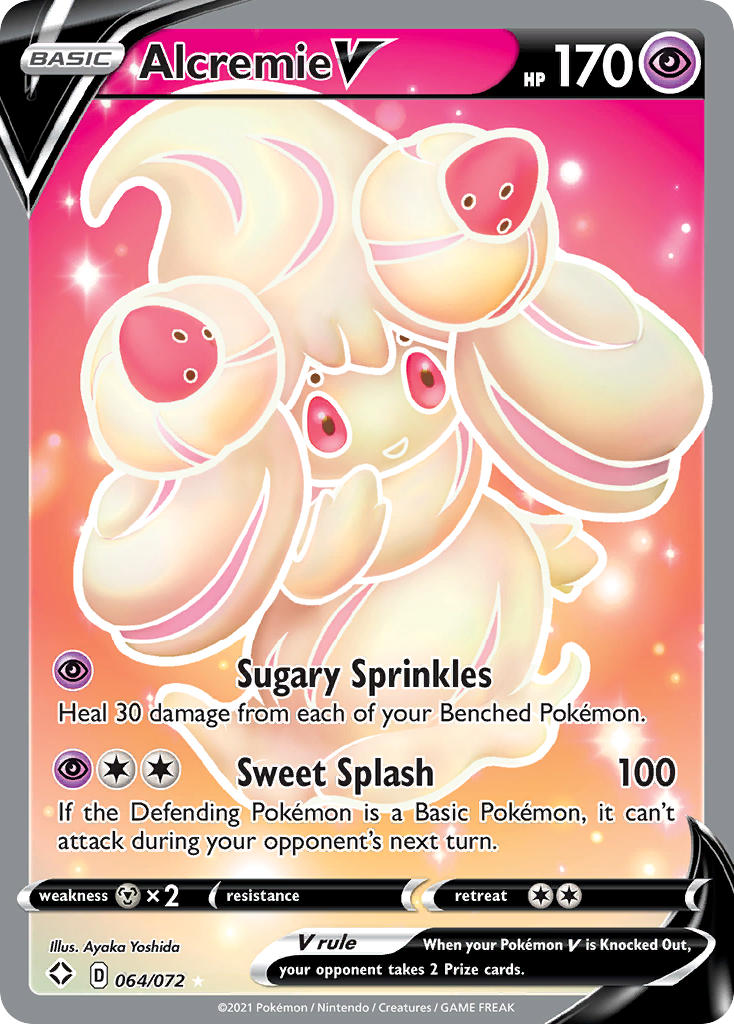 BASIC Alcremie V HP 170
Sugary Sprinkles
Heal 30 damage from each of your Benched Pokémon.
Sweet Splash 100
If the Defending Pokémon is a Basic Pokémon, it can't
attack during your opponent's next turn.
weakness ×2 resistance retreat
Illus. Ayaka Yoshida
V rule When your Pokémon V is Knocked Out,
your opponent takes 2 Prize cards.
D 064/072
©2021 Pokémon / Nintendo / Creatures / GAME FREAK